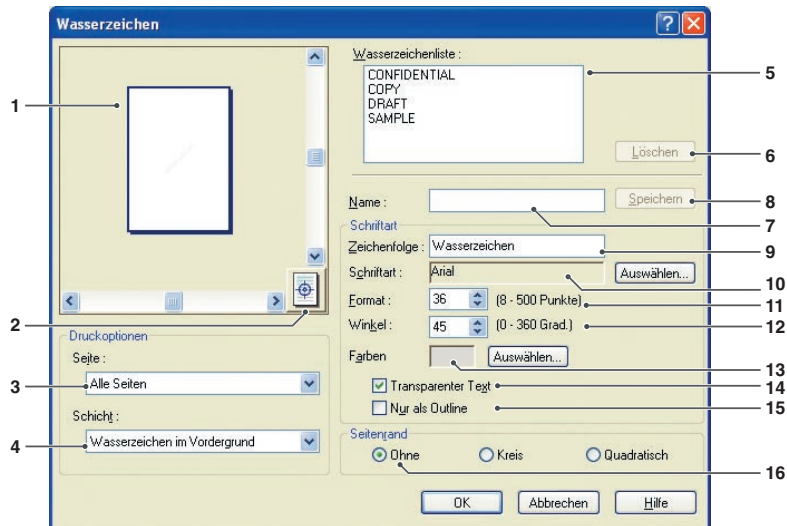 Wasserzeichen
1
2
Druckoptionen
Seite :
3
Alle Seiten
Schicht :
4
Wasserzeichen im Vordergrund
Wasserzeichenliste :
CONFIDENTIAL
COPY
DRAFT
SAMPLE
5
Löschen
6
Name :
Speichern
8
7
Schriftart
Zeichenfolge : Wasserzeichen
9
Schriftart : Arial Auswählen...
10
Format : 36 (8 - 500 Punkte)
11
Winkel : 45 (0 - 360 Grad.)
12
Farben Auswählen...
13
Transparenter Text
14
Nur als Outline
15
Seitenrand
Ohne Kreis Quadratisch
16
OK Abbrechen Hilfe